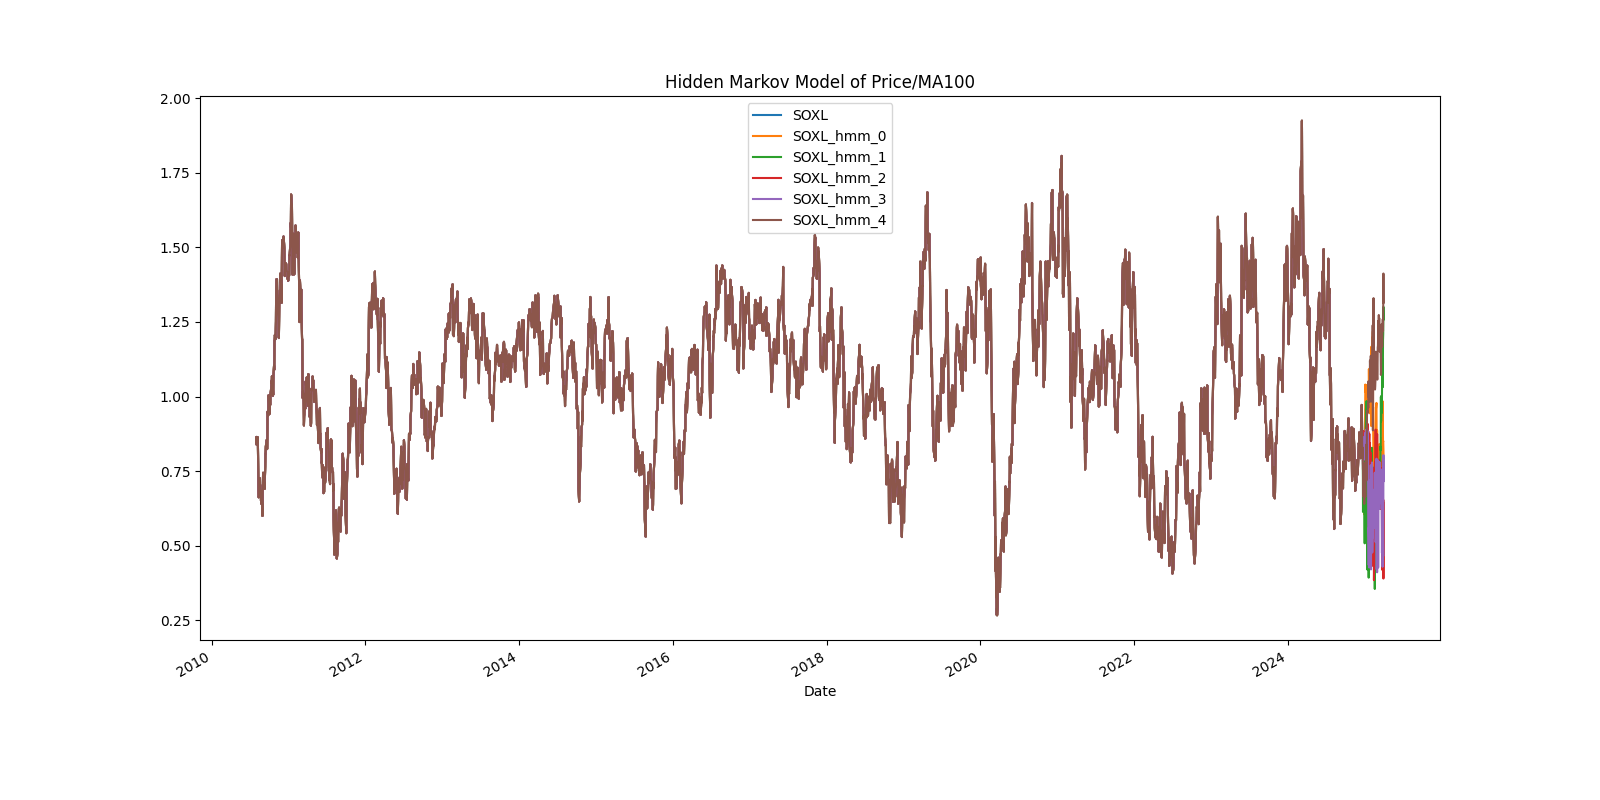 Hidden Markov Model of Price/MA100
2.00
1.75
1.50
1.25
1.00
0.75
0.50
0.25
SOXL
SOXL_hmm_0
SOXL_hmm_1
SOXL_hmm_2
SOXL_hmm_3
SOXL_hmm_4
2010
2012
2014
2016
2018
2020
2022
2024
Date